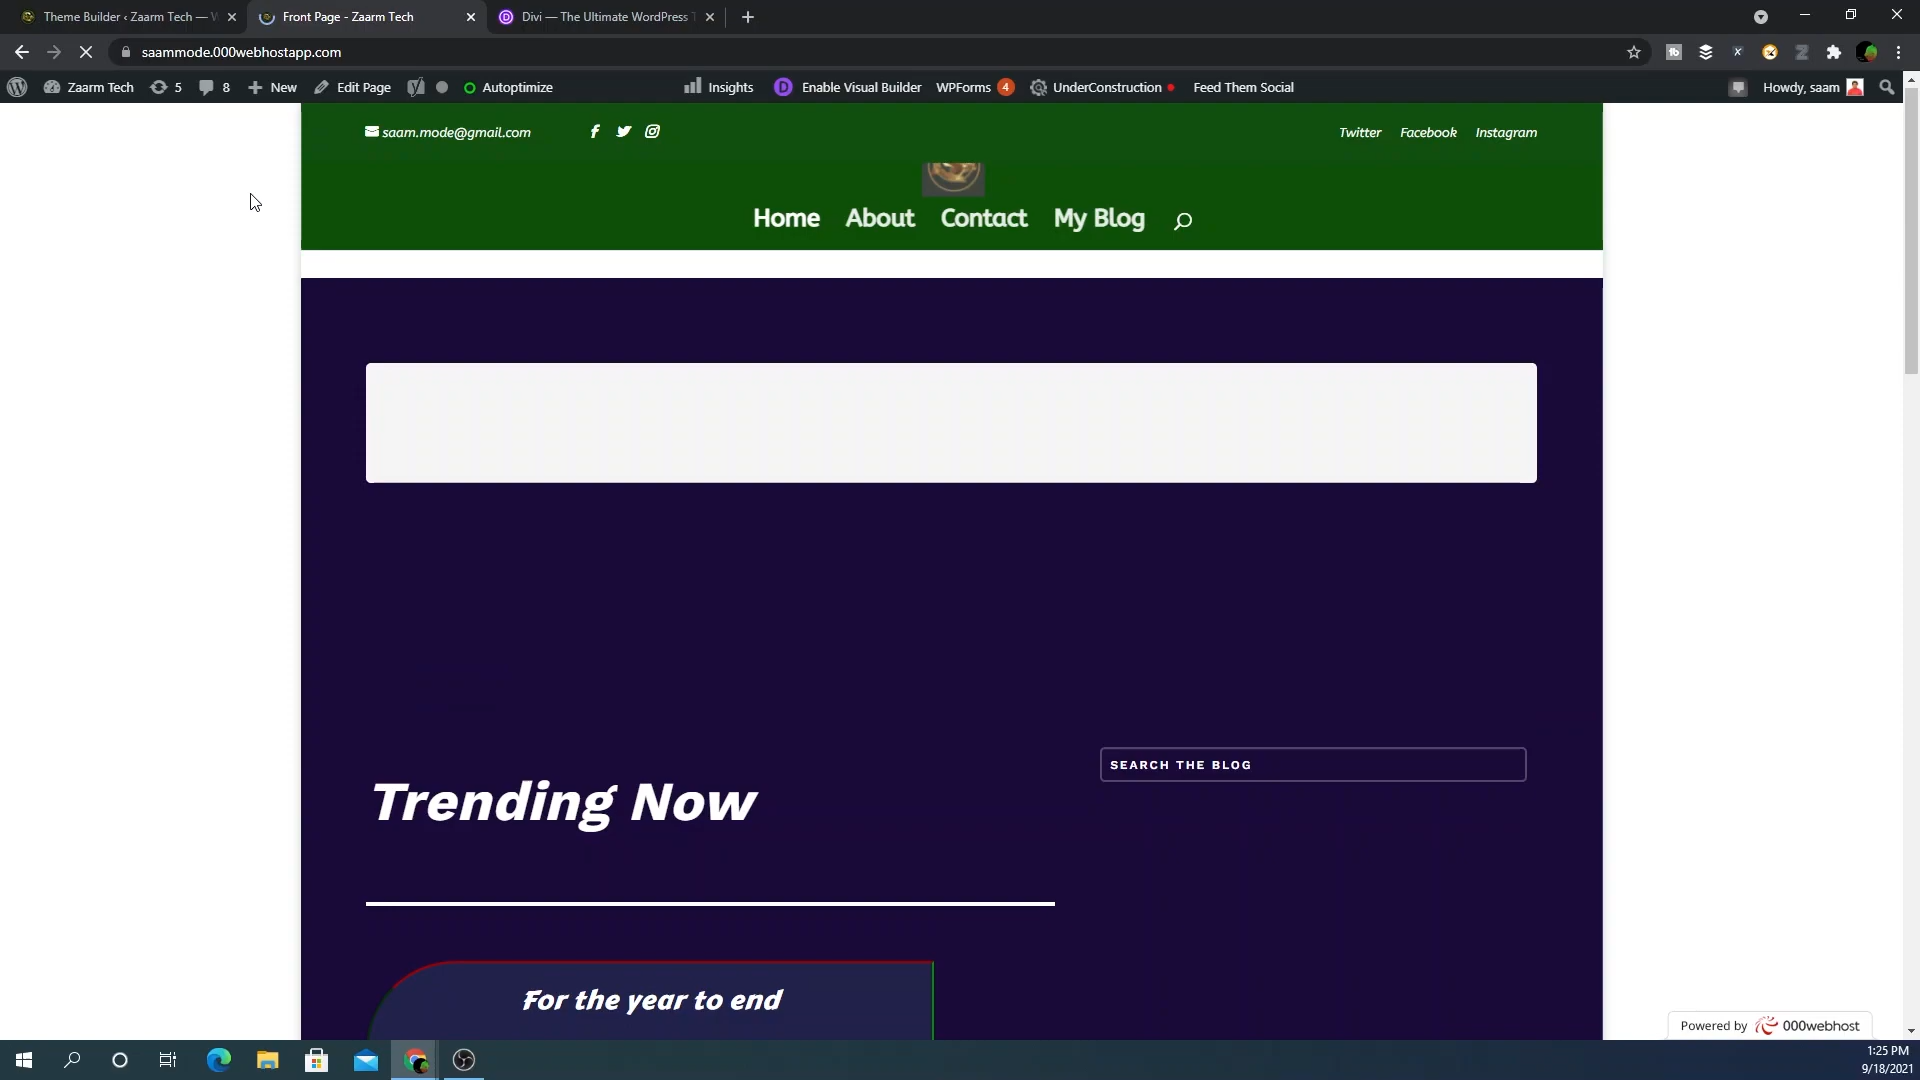 Theme Builder ‹ Zaarm Tech — W
Front Page - Zaarm Tech
Divi — The Ultimate WordPress T
saammode.000webhostapp.com
Zaarm Tech 5 8 New Edit Page Autoptimize Insights Enable Visual Builder WPForms 4 UnderConstruction Feed Them Social Howdy, saam
saam.mode@gmail.com Twitter Facebook Instagram
Home About Contact My Blog
SEARCH THE BLOG
Trending Now
For the year to end
Powered by 000webhost
1:25 PM
9/18/2021